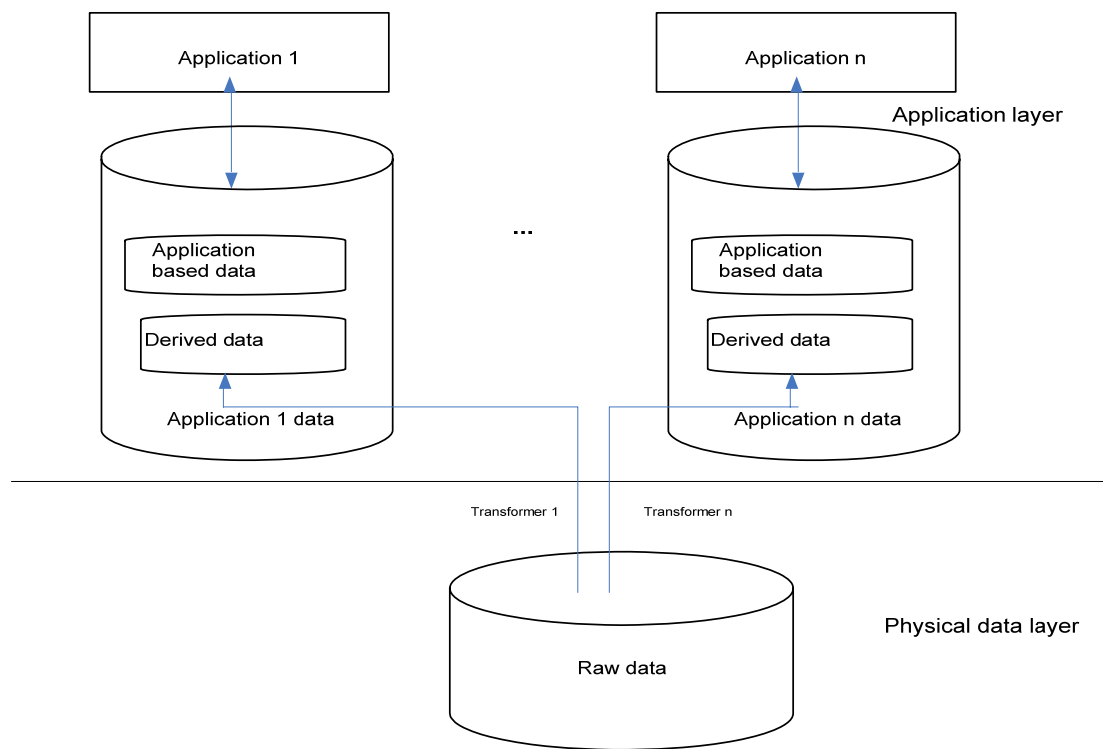 Application 1
Application n
Application layer
Application
based data
Derived data
Application 1 data
...
Application
based data
Derived data
Application n data
Transformer 1
Transformer n
Raw data
Physical data layer